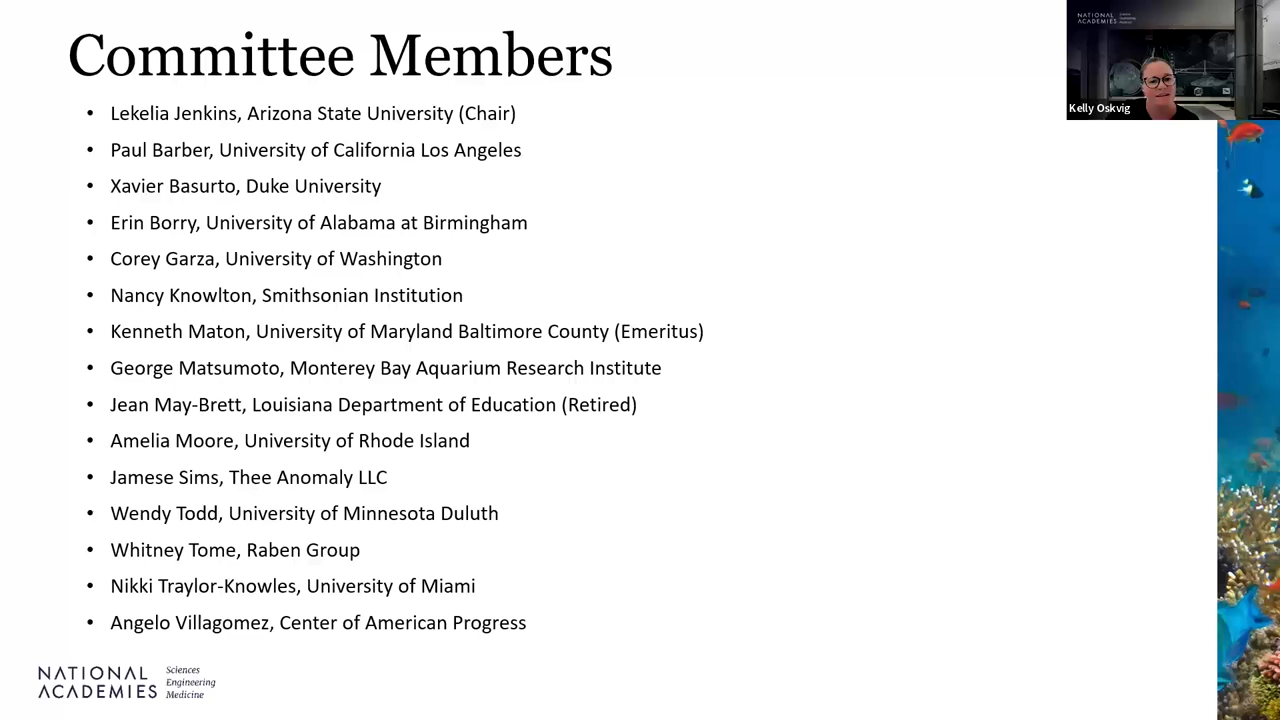 Committee Members
• Lekelia Jenkins, Arizona State University (Chair)
• Paul Barber, University of California Los Angeles
• Xavier Basurto, Duke University
• Erin Borry, University of Alabama at Birmingham
• Corey Garza, University of Washington
• Nancy Knowlton, Smithsonian Institution
• Kenneth Maton, University of Maryland Baltimore County (Emeritus)
• George Matsumoto, Monterey Bay Aquarium Research Institute
• Jean May-Brett, Louisiana Department of Education (Retired)
• Amelia Moore, University of Rhode Island
• Jamese Sims, Thee Anomaly LLC
• Wendy Todd, University of Minnesota Duluth
• Whitney Tome, Raben Group
• Nikki Traylor-Knowles, University of Miami
• Angelo Villagomez, Center of American Progress
NATIONAL
ACADEMIES
Sciences
Engineering
Medicine
NATIONAL
ACADEMIES
Kelly Oskvig